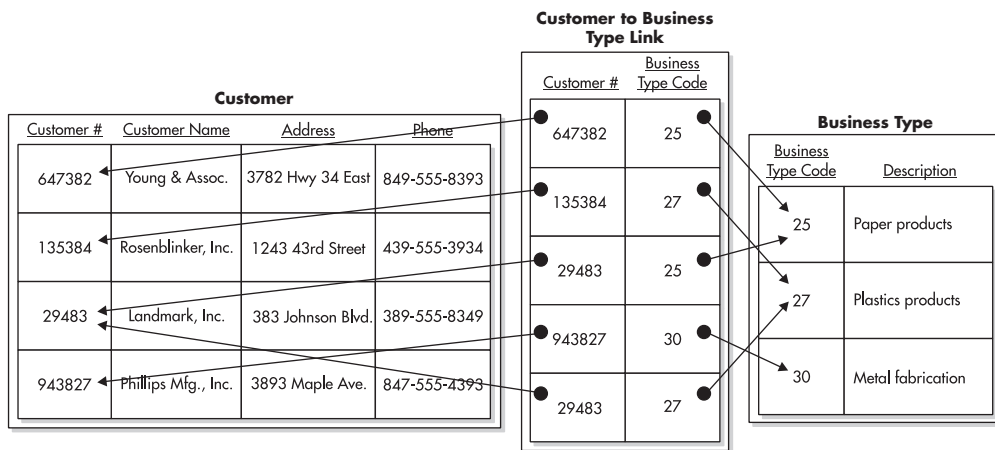 Customer to Business
Type Link
Customer # Business
Type Code
647382 25
135384 27
29483 25
943827 30
29483 27
Customer
Customer # Customer Name Address Phone
647382 Young & Assoc. 3782 Hwy 34 East 849-555-8393
135384 Rosenblinker, Inc. 1243 43rd Street 439-555-3934
29483 Landmark, Inc. 383 Johnson Blvd. 389-555-8349
943827 Phillips Mfg., Inc. 3893 Maple Ave. 847-555-4393
Business Type
Business
Type Code Description
25 Paper products
27 Plastics products
30 Metal fabrication